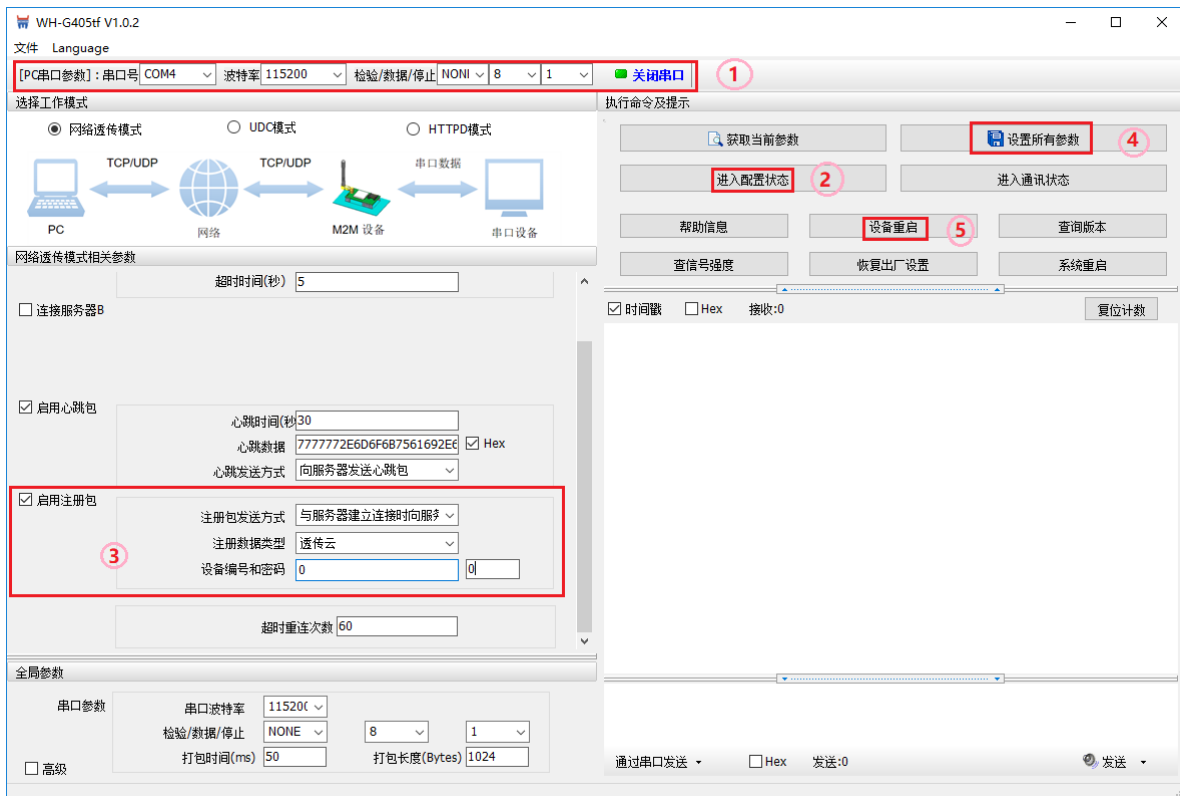 WH-G405tf V1.0.2
文件 Language
[PC串口参数]：串口号 COM4 波特率 115200 检验/数据/停止 NONI 8 1 关闭串口 ①
选择工作模式
网络透传模式 UDC模式 HTTPD模式
TCP/UDP TCP/UDP 串口数据
PC 网络 M2M 设备 串口设备
网络透传模式相关参数
超时时间(秒) 5
连接服务器B
启用心跳包
心跳时间(秒 30
心跳数据 7777772E6D6F6B7561692E6 Hex
心跳发送方式 向服务器发送心跳包
启用注册包
注册包发送方式 与服务器建立连接时向服务
注册数据类型 透传云
③
设备编号和密码 0 0
超时重连次数 60
全局参数
串口参数 串口波特率 115200
检验/数据/停止 NONE 8 1
打包时间(ms) 50 打包长度(Bytes) 1024
高级
执行命令及提示
获取当前参数 设置所有参数 ④
进入配置状态 ② 进入通讯状态
帮助信息 设备重启 ⑤ 查询版本
查信号强度 恢复出厂设置 系统重启
时间戳 Hex 接收:0 复位计数
通过串口发送 Hex 发送:0 发送